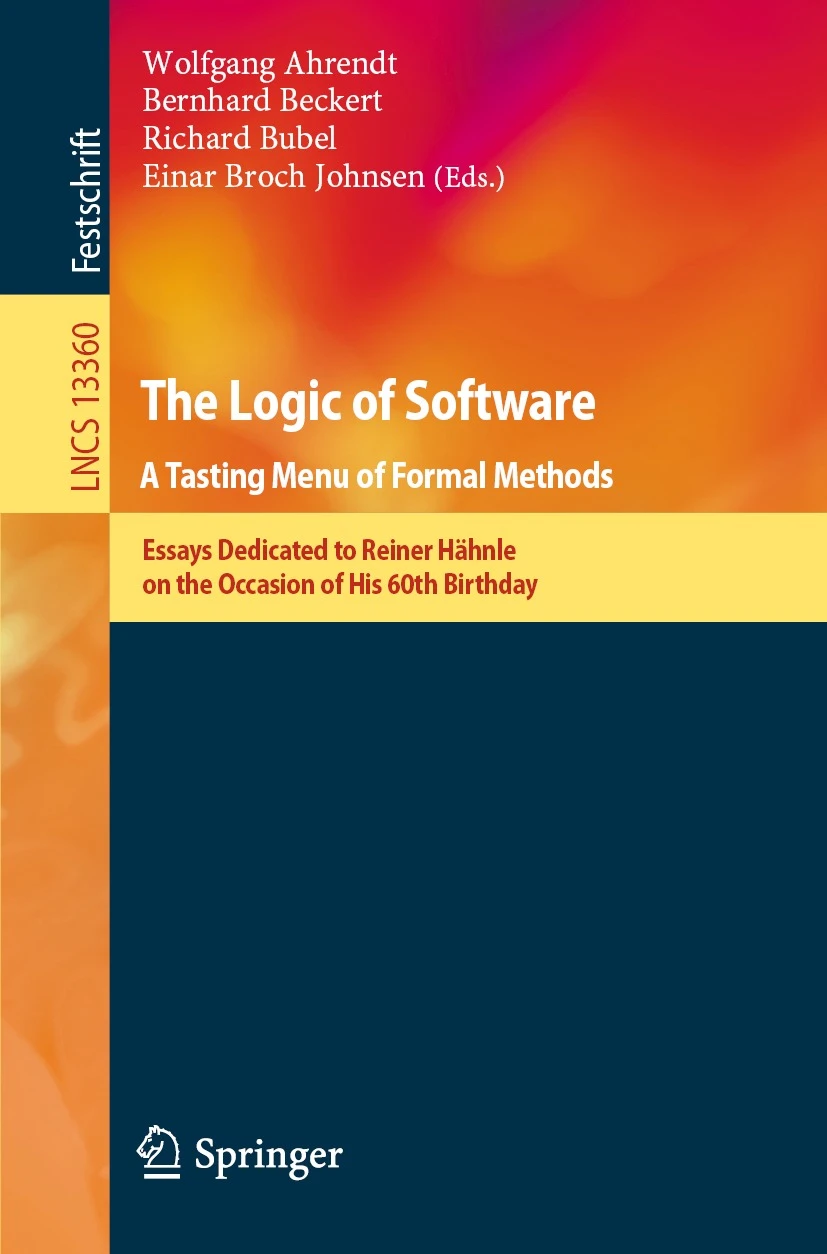 Wolfgang Ahrendt
Bernhard Beckert
Richard Bubel
Einar Broch Johnsen (Eds.)
Festschrift
LNCS 13360
The Logic of Software
A Tasting Menu of Formal Methods
Essays Dedicated to Reiner Hähnle
on the Occasion of His 60th Birthday
Springer